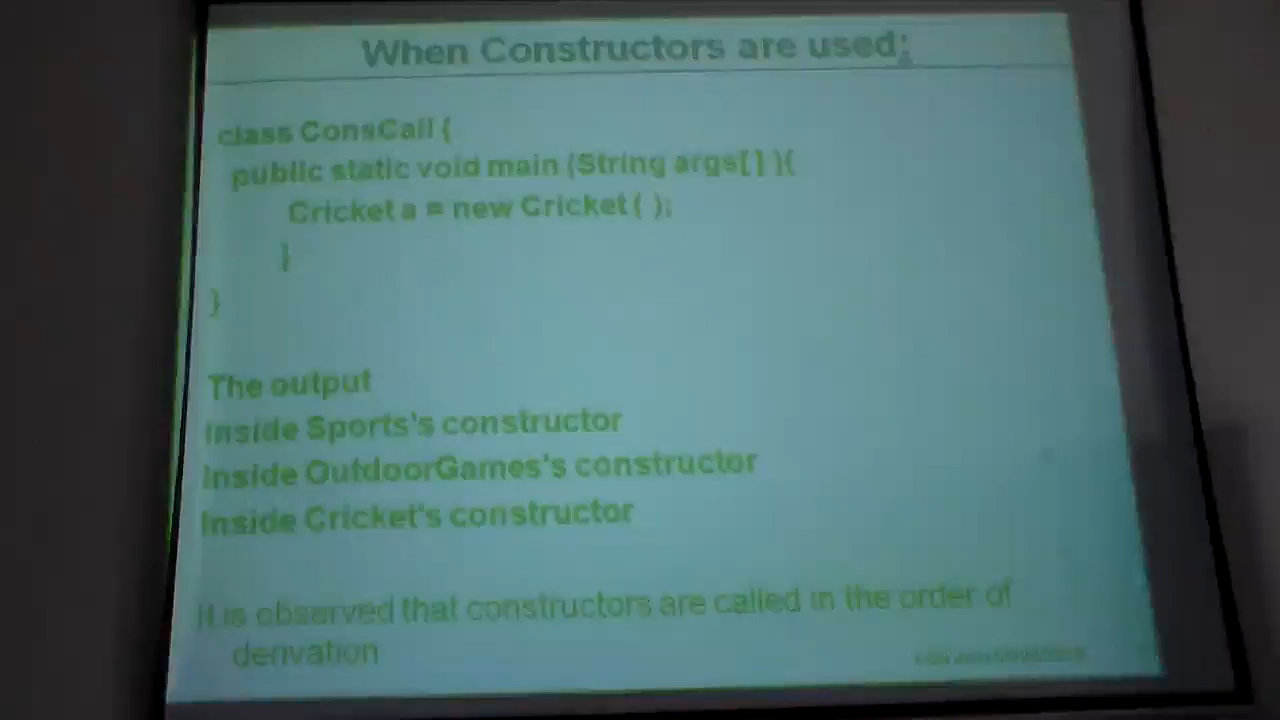 When Constructors are used:
class ConsCall {
public static void main (String args[] ){
Cricket a = new Cricket ( );
}
}
The output
Inside Sports's constructor
Inside OutdoorGames's constructor
Inside Cricket's constructor
It is observed that constructors are called in the order of
derivation